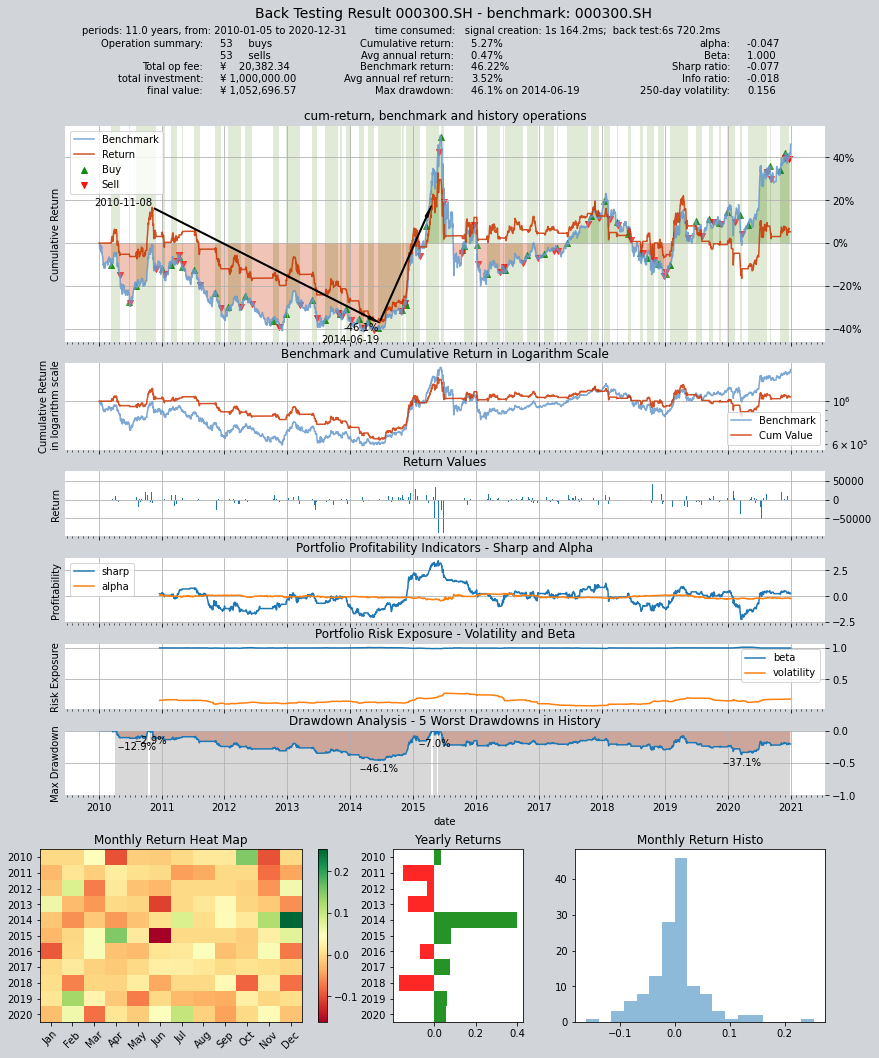 Back Testing Result 000300.SH - benchmark: 000300.SH
periods: 11.0 years, from: 2010-01-05 to 2020-12-31 time consumed: signal creation: 1s 164.2ms; back test:6s 720.2ms
Operation summary: 53 buys Cumulative return: 5.27% alpha: -0.047
53 sells Avg annual return: 0.47% Beta: 1.000
Total op fee: ¥ 20,382.34 Benchmark return: 46.22% Sharp ratio: -0.077
total investment: ¥ 1,000,000.00 Avg annual ref return: 3.52% Info ratio: -0.018
final value: ¥ 1,052,696.57 Max drawdown: 46.1% on 2014-06-19 250-day volatility: 0.156
cum-return, benchmark and history operations
Benchmark
Return
Buy
Sell
2010-11-08
-46.1%
2014-06-19
Cumulative Return
40%
20%
0%
−20%
−40%
Benchmark and Cumulative Return in Logarithm Scale
Cumulative Return
in logarithm scale
10⁶
6 × 10⁵
Benchmark
Cum Value
Return Values
Return
50000
0
−50000
Portfolio Profitability Indicators - Sharp and Alpha
sharp
alpha
Profitability
2.5
0.0
−2.5
Portfolio Risk Exposure - Volatility and Beta
Risk Exposure
beta
volatility
1.0
0.5
Drawdown Analysis - 5 Worst Drawdowns in History
Max Drawdown
−12.9%
−7.0%
−46.1%
−37.1%
0.0
−0.5
−1.0
2010 2011 2012 2013 2014 2015 2016 2017 2018 2019 2020 2021
date
Monthly Return Heat Map
2010
2011
2012
2013
2014
2015
2016
2017
2018
2019
2020
Jan Feb Mar Apr May Jun Jul Aug Sep Oct Nov Dec
0.2
0.1
0.0
−0.1
Yearly Returns
2010
2011
2012
2013
2014
2015
2016
2017
2018
2019
2020
0.0 0.2 0.4
Monthly Return Histo
40
30
20
10
0
−0.1 0.0 0.1 0.2